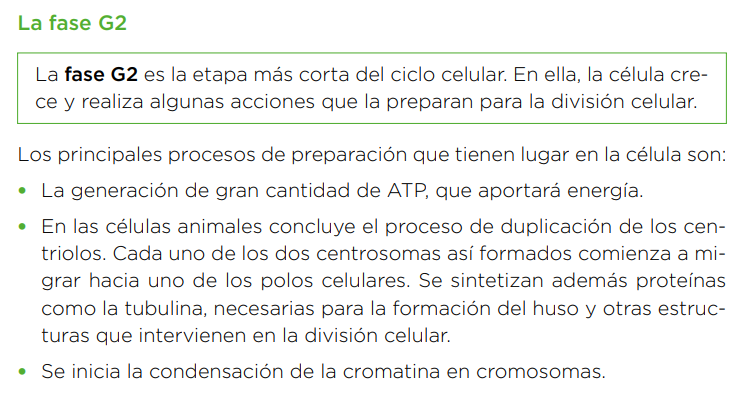 La fase G2
La fase G2 es la etapa más corta del ciclo celular. En ella, la célula cre-
ce y realiza algunas acciones que la preparan para la división celular.
Los principales procesos de preparación que tienen lugar en la célula son:
• La generación de gran cantidad de ATP, que aportará energía.
• En las células animales concluye el proceso de duplicación de los cen-
triolos. Cada uno de los dos centrosomas así formados comienza a mi-
grar hacia uno de los polos celulares. Se sintetizan además proteínas
como la tubulina, necesarias para la formación del huso y otras estruc-
turas que intervienen en la división celular.
• Se inicia la condensación de la cromatina en cromosomas.